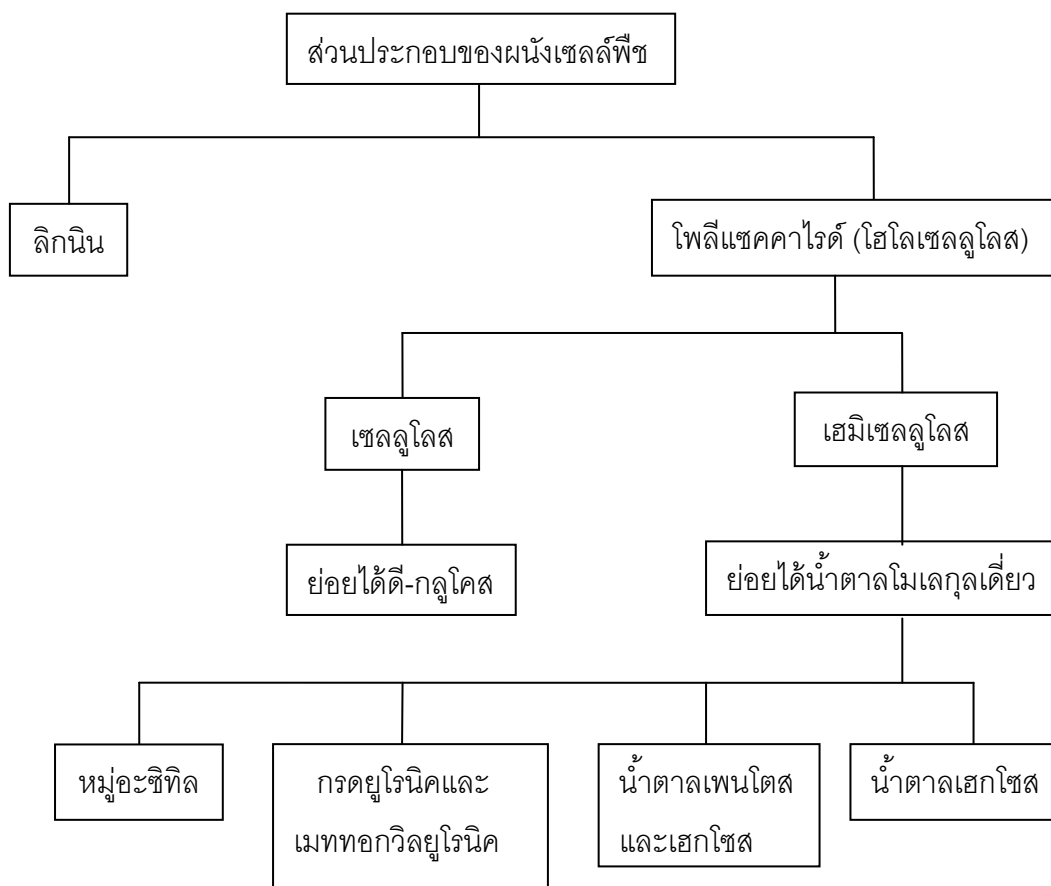 ส่วนประกอบของผนังเซลล์พืช
ลิกนิน
โพลีแซคคาไรด์ (โฮโลเซลลูโลส)
เซลลูโลส
เฮมิเซลลูโลส
ย่อยได้ดี-กลูโคส
ย่อยได้น้ำตาลโมเลกุลเดี่ยว
หมู่อะซิทิล
กรดยูโรนิคและ
เมททอกวิลยูโรนิค
น้ำตาลเพนโตส
และเฮกโซส
น้ำตาลเฮกโซส